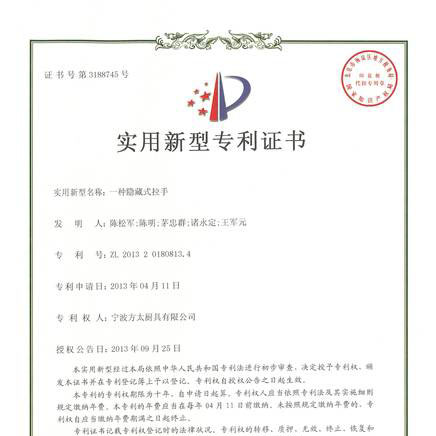 证书号第3188745号
实用新型专利证书
实用新型名称:一种隐藏式拉手
发 明 人:陈松军;陈明;茅忠群;诸永定;王军元
专 利 号:ZL 2013 2 0180813.4
专利申请日:2013年04月11日
专 利 权 人:宁波方太厨具有限公司
授权公告日:2013年09月25日
本实用新型经过本局依照中华人民共和国专利法进行初步审查,决定授予专利权,颁
发本证书并在专利登记簿上予以登记。专利权自授权公告之日起生效。
本专利的专利权期限为十年,自申请日起算。专利权人应当依照专利法及其实施细则
规定缴纳年费。本专利的年费应当在每年04月11日前缴纳。未按照规定缴纳年费的,专利
权自应当缴纳年费期满之日起终止。
专利证书记载专利权登记时的法律状况。专利权的转移、质押、无效、终止、恢复和